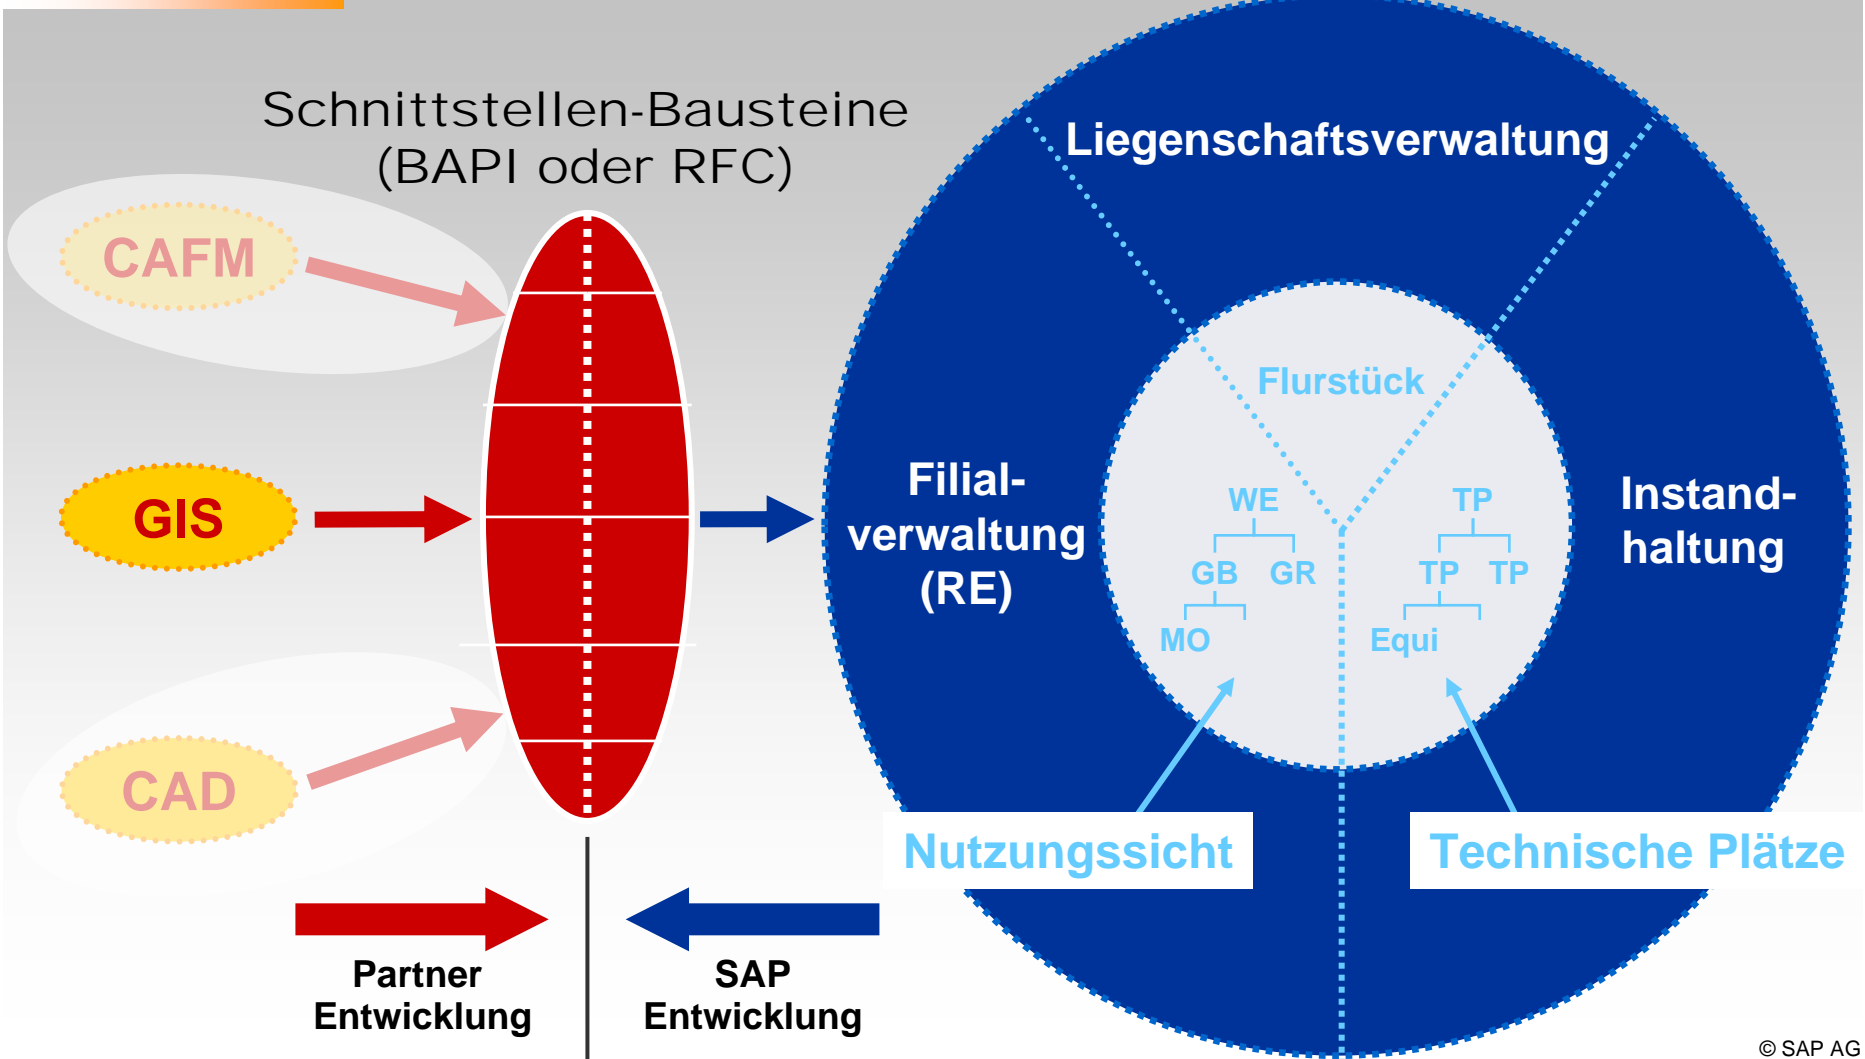 Schnittstellen-Bausteine
(BAPI oder RFC)
CAFM
GIS
CAD
Partner
Entwicklung
SAP
Entwicklung
Liegenschaftsverwaltung
Filial-
verwaltung
(RE)
Instand-
haltung
Flurstück
WE
GB GR
MO
TP
TP TP
Equi
Nutzungssicht
Technische Plätze
© SAP AG